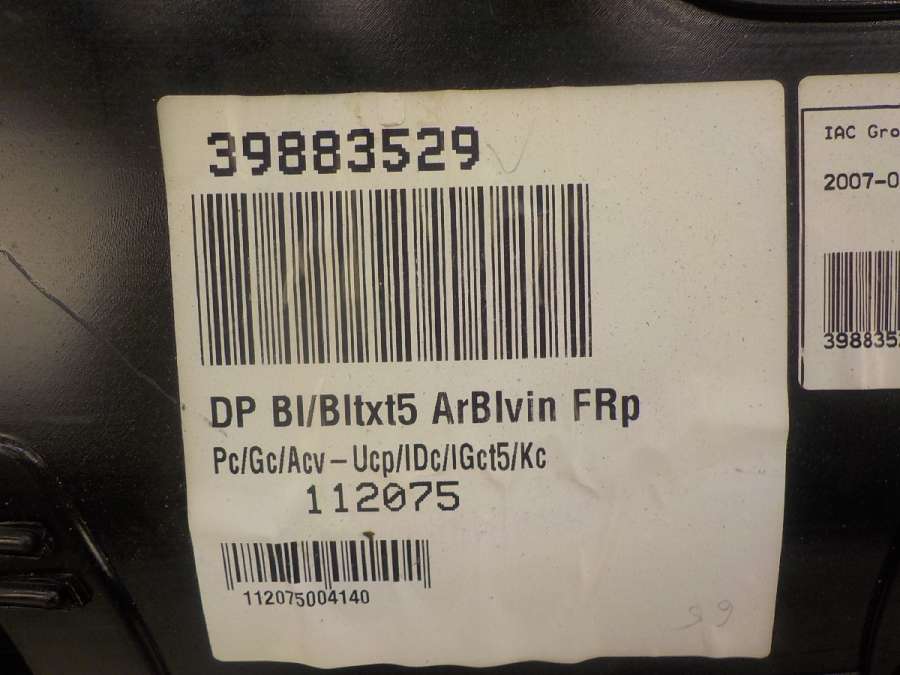 39883529
DP Bl/Bltxt5 ArBlvin FRp
Pc/Gc/Acv–Ucp/IDc/IGct5/Kc
112075
112075004140
IAC Gro
2007-0
3988352